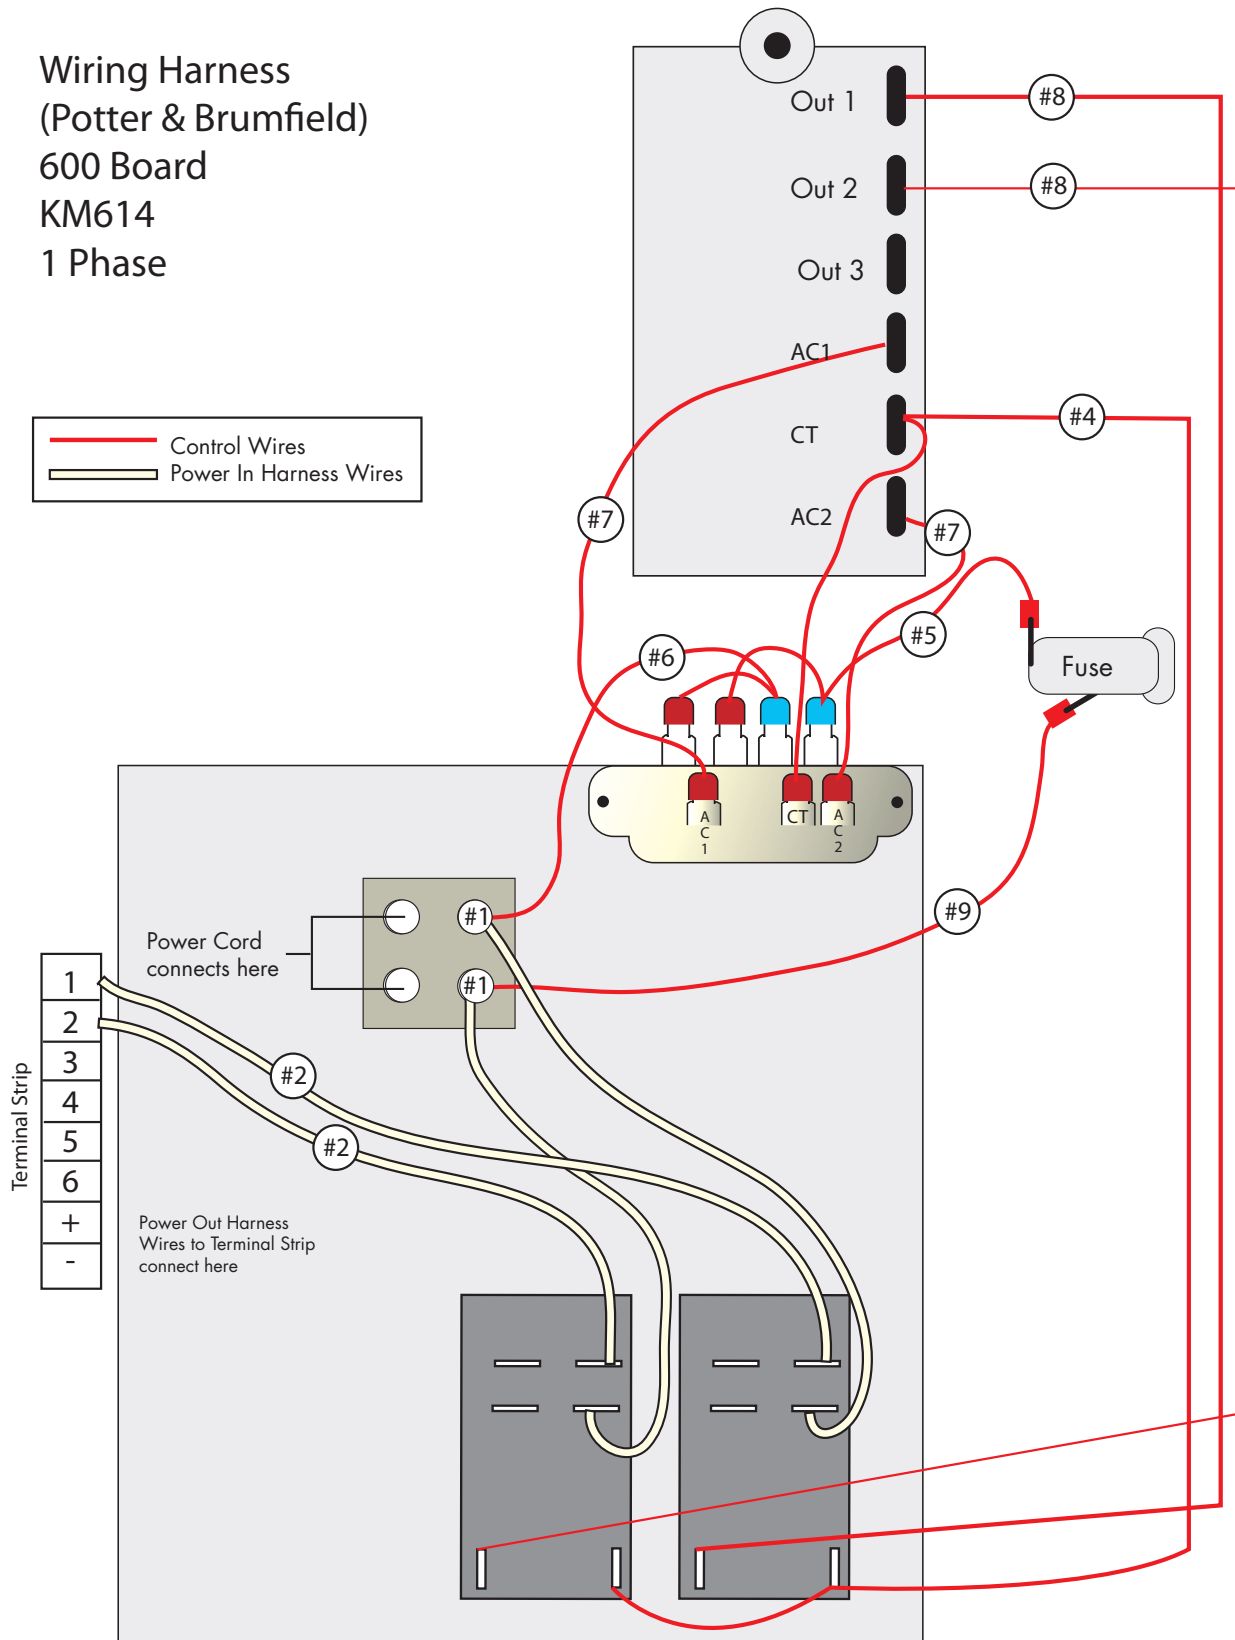 Wiring Harness
(Potter & Brumfield)
600 Board
KM614
1 Phase
Out 1
#8
Out 2
#8
Out 3
AC1
CT
#4
AC2
Control Wires
Power In Harness Wires
#7
#7
#5
#6
Fuse
A
C
1
CT
A
C
2
#1
#9
Power Cord
connects here
#1
Terminal Strip
1
2
3
4
5
6
+
-
#2
#2
Power Out Harness
Wires to Terminal Strip
connect here